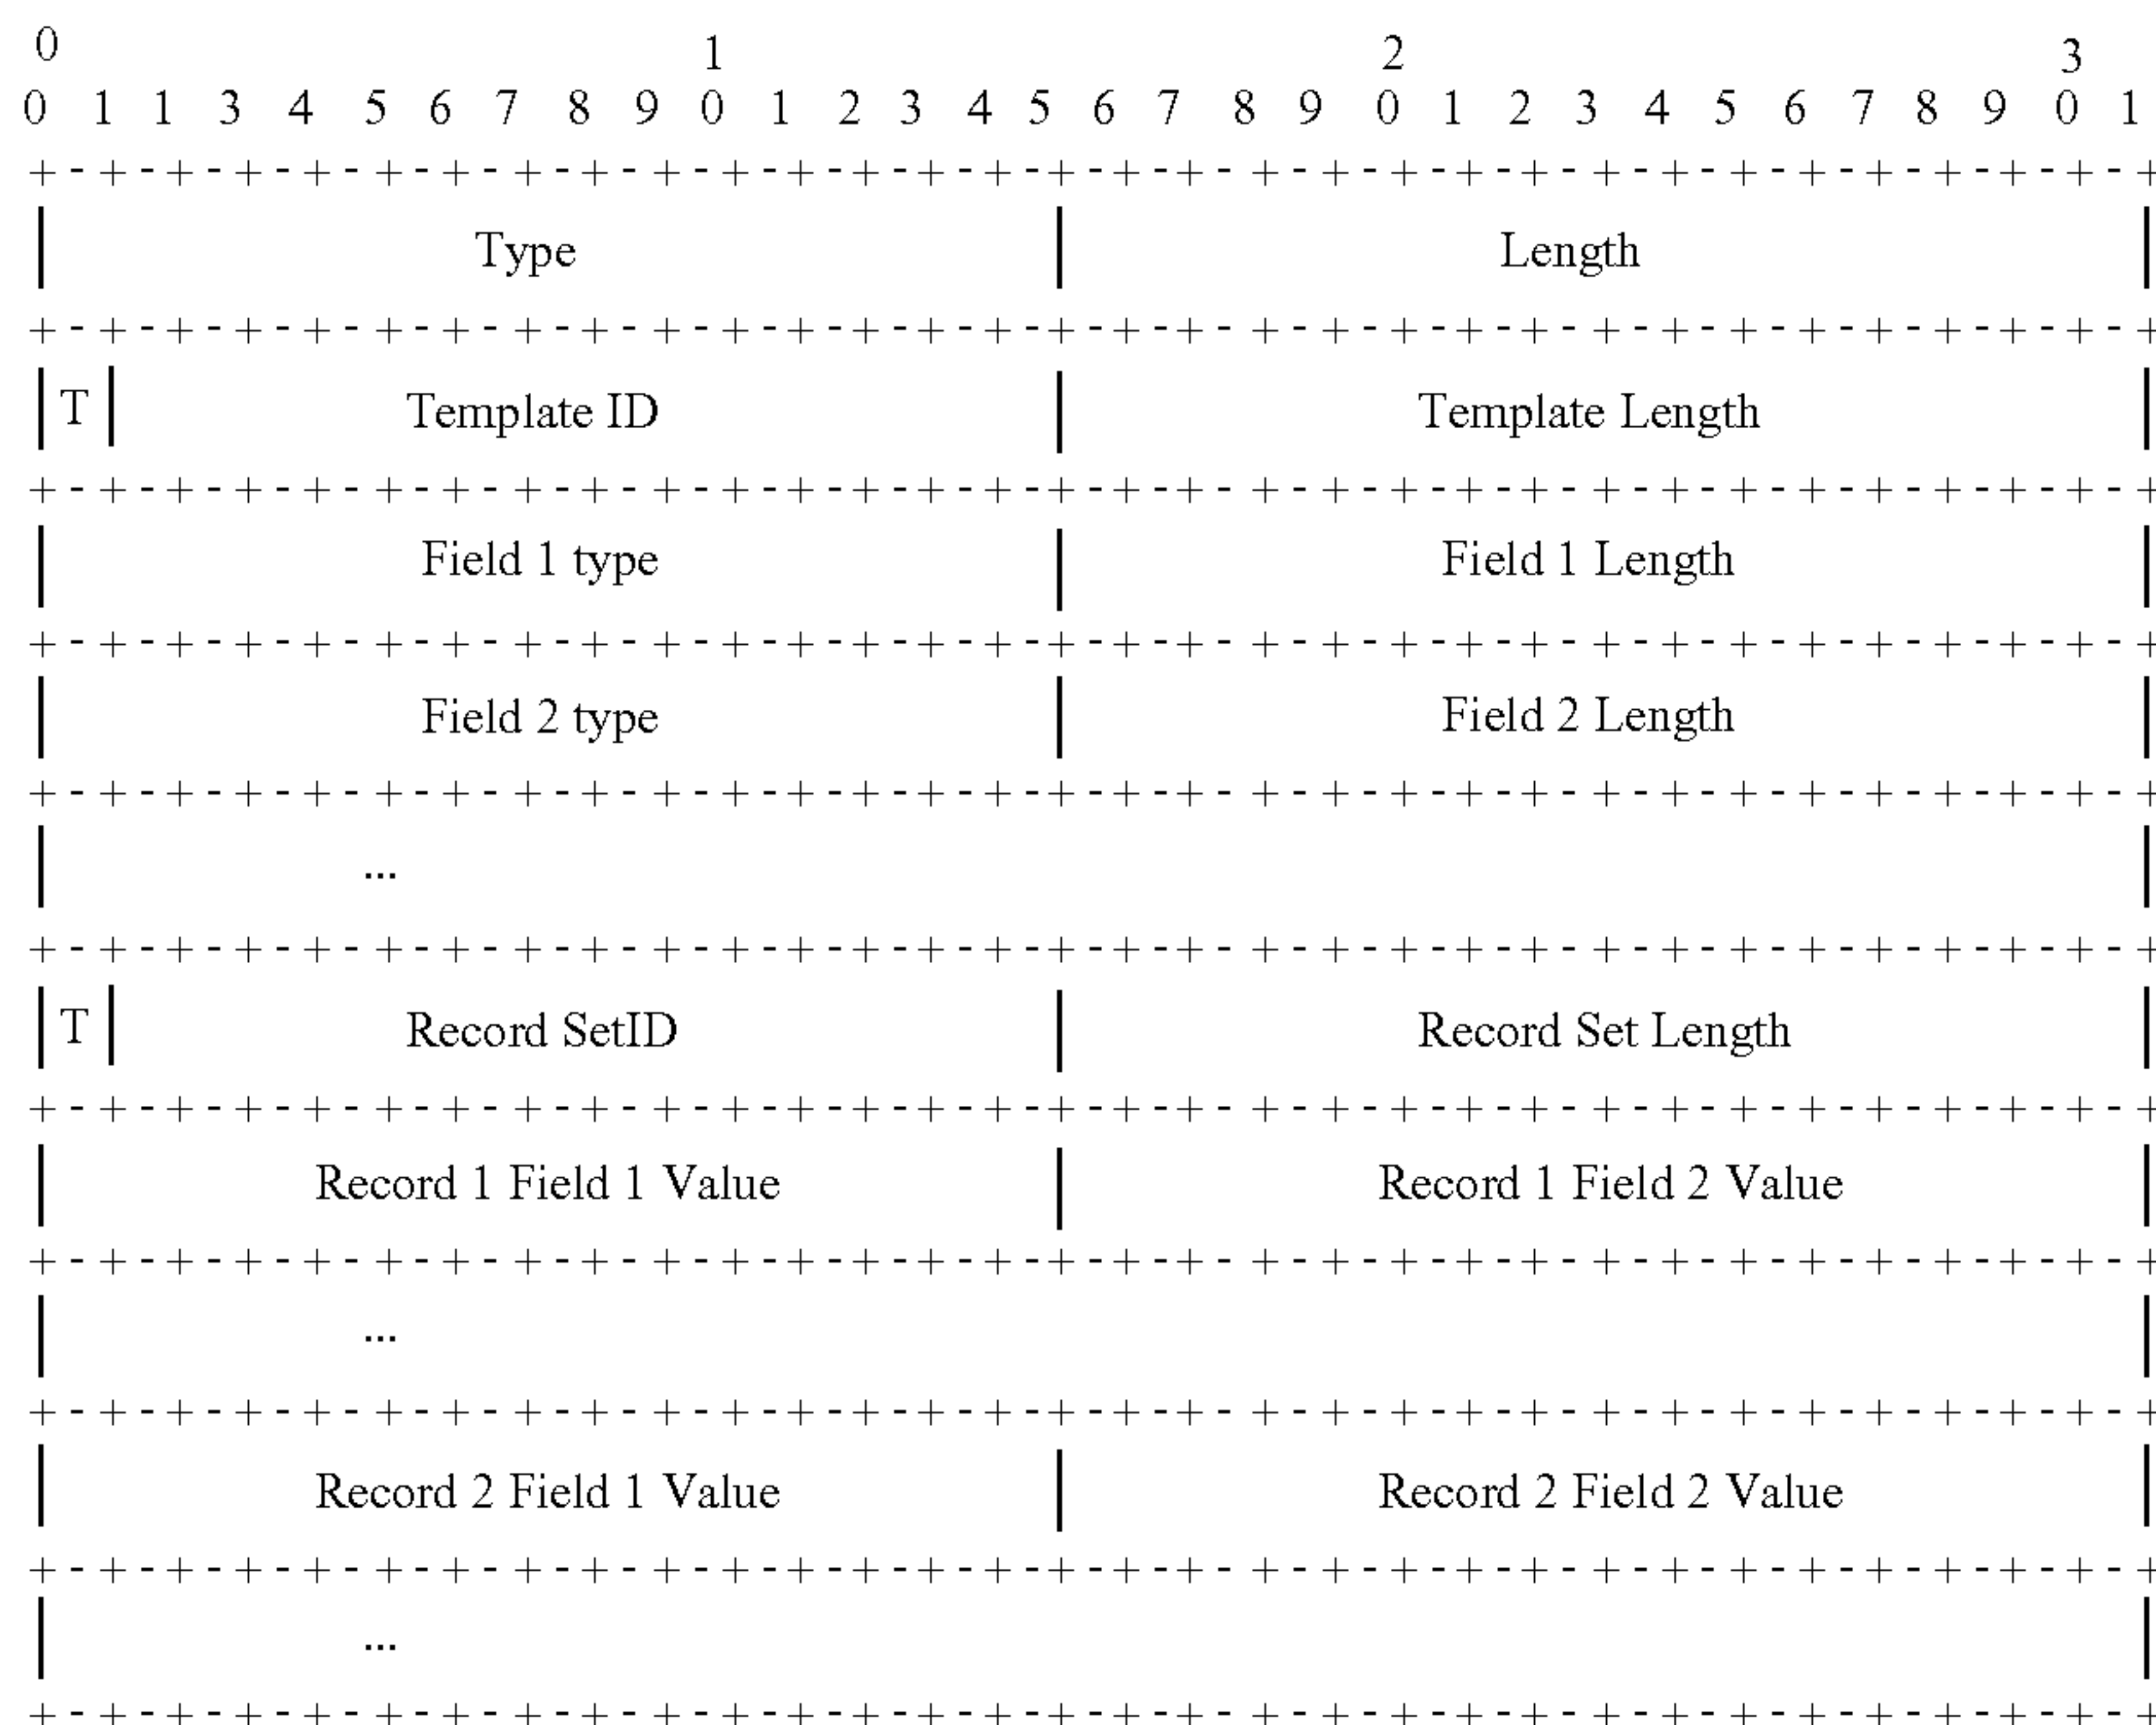 0 1 2 3
0 1 1 3 4 5 6 7 8 9 0 1 2 3 4 5 6 7 8 9 0 1 2 3 4 5 6 7 8 9 0 1
+-+-+-+-+-+-+-+-+-+-+-+-+-+-+-+-+-+-+-+-+-+-+-+-+-+-+-+-+-+-+-+
| Type | Length |
+-+-+-+-+-+-+-+-+-+-+-+-+-+-+-+-+-+-+-+-+-+-+-+-+-+-+-+-+-+-+-+
| T | Template ID | Template Length |
+-+-+-+-+-+-+-+-+-+-+-+-+-+-+-+-+-+-+-+-+-+-+-+-+-+-+-+-+-+-+-+
| Field 1 type | Field 1 Length |
+-+-+-+-+-+-+-+-+-+-+-+-+-+-+-+-+-+-+-+-+-+-+-+-+-+-+-+-+-+-+-+
| Field 2 type | Field 2 Length |
+-+-+-+-+-+-+-+-+-+-+-+-+-+-+-+-+-+-+-+-+-+-+-+-+-+-+-+-+-+-+-+
| ... |
+-+-+-+-+-+-+-+-+-+-+-+-+-+-+-+-+-+-+-+-+-+-+-+-+-+-+-+-+-+-+-+
| T | Record SetID | Record Set Length |
+-+-+-+-+-+-+-+-+-+-+-+-+-+-+-+-+-+-+-+-+-+-+-+-+-+-+-+-+-+-+-+
| Record 1 Field 1 Value | Record 1 Field 2 Value |
+-+-+-+-+-+-+-+-+-+-+-+-+-+-+-+-+-+-+-+-+-+-+-+-+-+-+-+-+-+-+-+
| ... |
+-+-+-+-+-+-+-+-+-+-+-+-+-+-+-+-+-+-+-+-+-+-+-+-+-+-+-+-+-+-+-+
| Record 2 Field 1 Value | Record 2 Field 2 Value |
+-+-+-+-+-+-+-+-+-+-+-+-+-+-+-+-+-+-+-+-+-+-+-+-+-+-+-+-+-+-+-+
| ... |
+-+-+-+-+-+-+-+-+-+-+-+-+-+-+-+-+-+-+-+-+-+-+-+-+-+-+-+-+-+-+-+